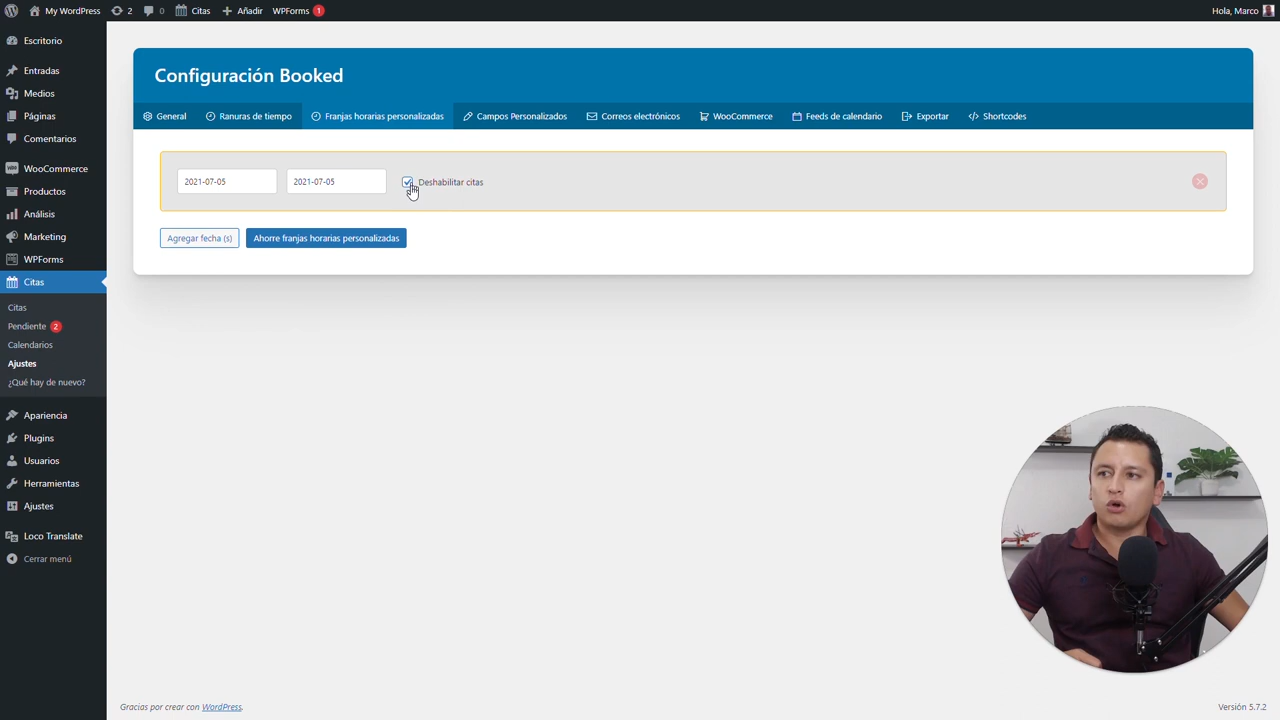 My WordPress 2 0 Citas Añadir WPForms 1 Hola, Marco
Escritorio
Entradas
Medios
Páginas
Comentarios
WooCommerce
Productos
Análisis
Marketing
WPForms
Citas
Citas
Pendiente 2
Calendarios
Ajustes
¿Qué hay de nuevo?
Apariencia
Plugins
Usuarios
Herramientas
Ajustes
Loco Translate
Cerrar menú
Configuración Booked
General Ranuras de tiempo Franjas horarias personalizadas Campos Personalizados Correos electrónicos WooCommerce Feeds de calendario Exportar Shortcodes
2021-07-05 2021-07-05 Deshabilitar citas
Agregar fecha (s) Ahorre franjas horarias personalizadas
Gracias por crear con WordPress. Versión 5.7.2